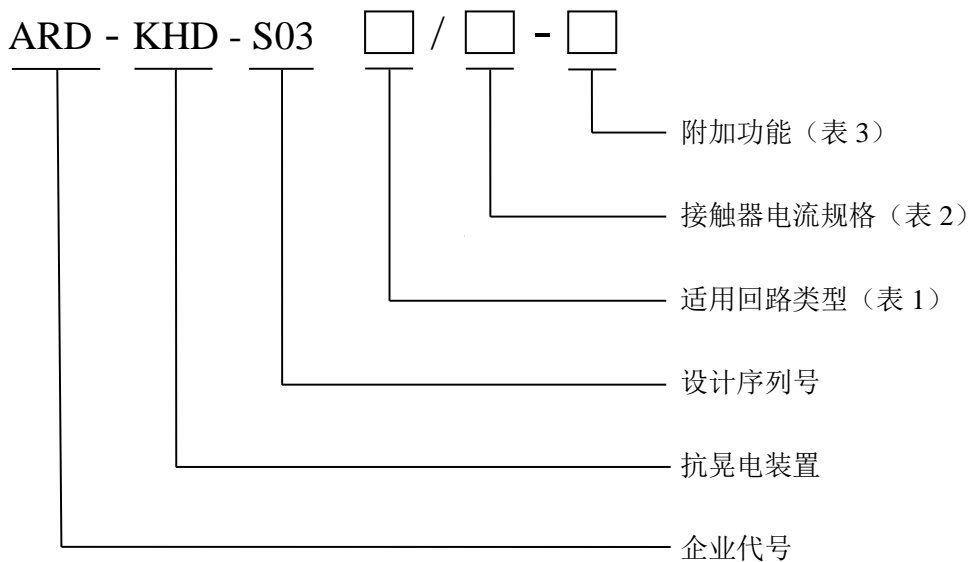 ARD - KHD - S03 □ / □ - □
附加功能（表 3）
接触器电流规格（表 2）
适用回路类型（表 1）
设计序列号
抗晃电装置
企业代号